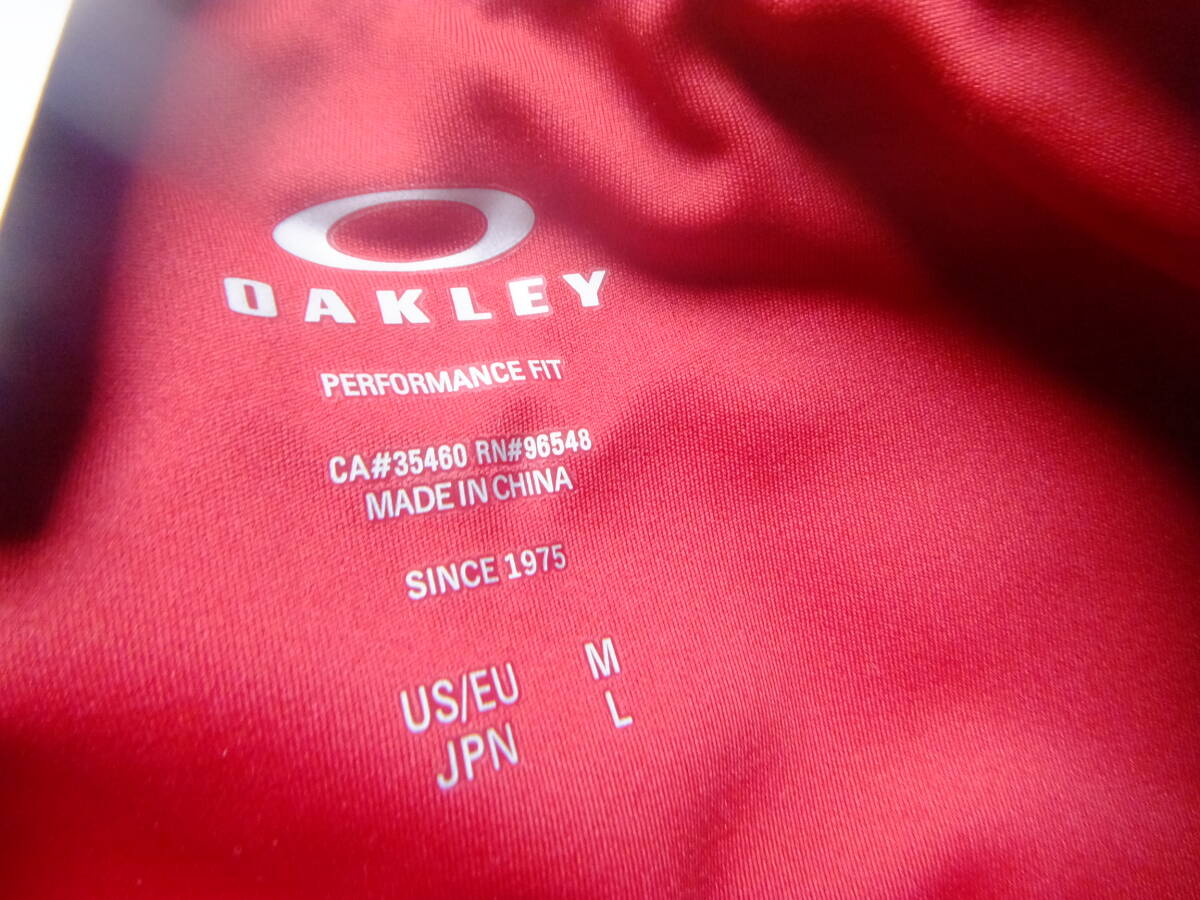 OAKLEY
PERFORMANCE FIT
CA#35460 RN#96548
MADE IN CHINA
SINCE 1975
US/EU M
JPN L